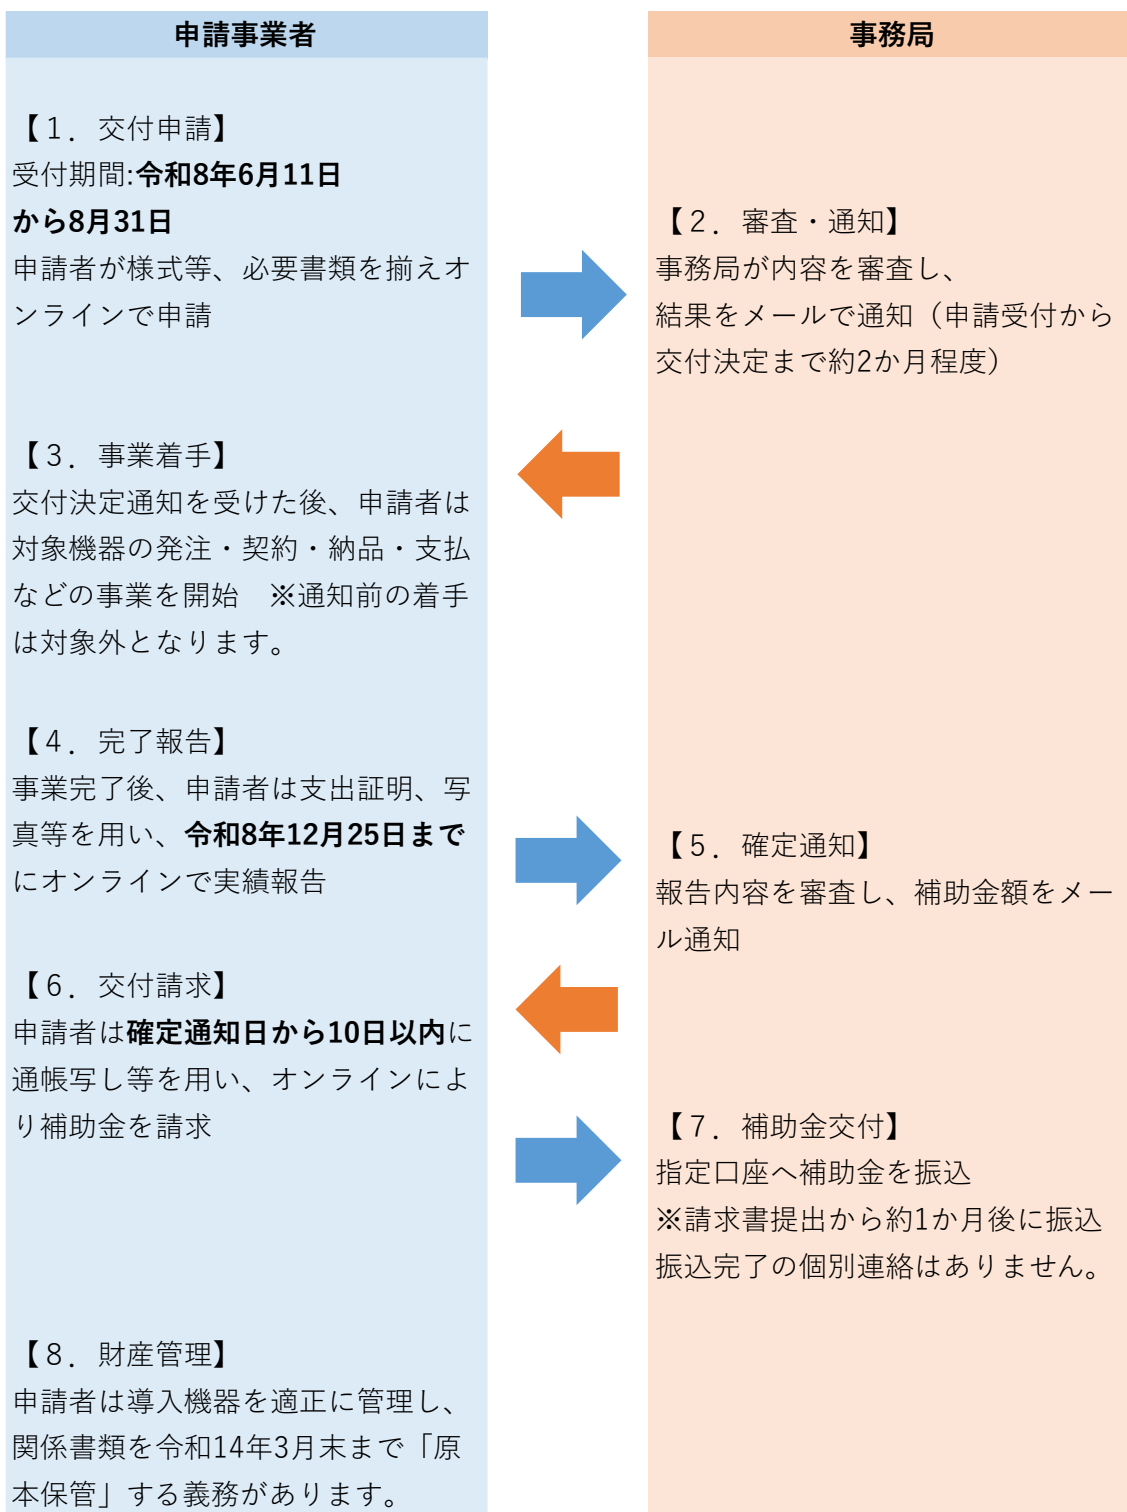 申請事業者
【1．交付申請】
受付期間:令和8年6月11日
から8月31日
申請者が様式等、必要書類を揃えオ
ンラインで申請
【3．事業着手】
交付決定通知を受けた後、申請者は
対象機器の発注・契約・納品・支払
などの事業を開始　※通知前の着手
は対象外となります。
【4．完了報告】
事業完了後、申請者は支出証明、写
真等を用い、令和8年12月25日まで
にオンラインで実績報告
【6．交付請求】
申請者は確定通知日から10日以内に
通帳写し等を用い、オンラインによ
り補助金を請求
【8．財産管理】
申請者は導入機器を適正に管理し、
関係書類を令和14年3月末まで「原
本保管」する義務があります。
事務局
【2．審査・通知】
事務局が内容を審査し、
結果をメールで通知（申請受付から
交付決定まで約2か月程度）
【5．確定通知】
報告内容を審査し、補助金額をメー
ル通知
【7．補助金交付】
指定口座へ補助金を振込
※請求書提出から約1か月後に振込
振込完了の個別連絡はありません。